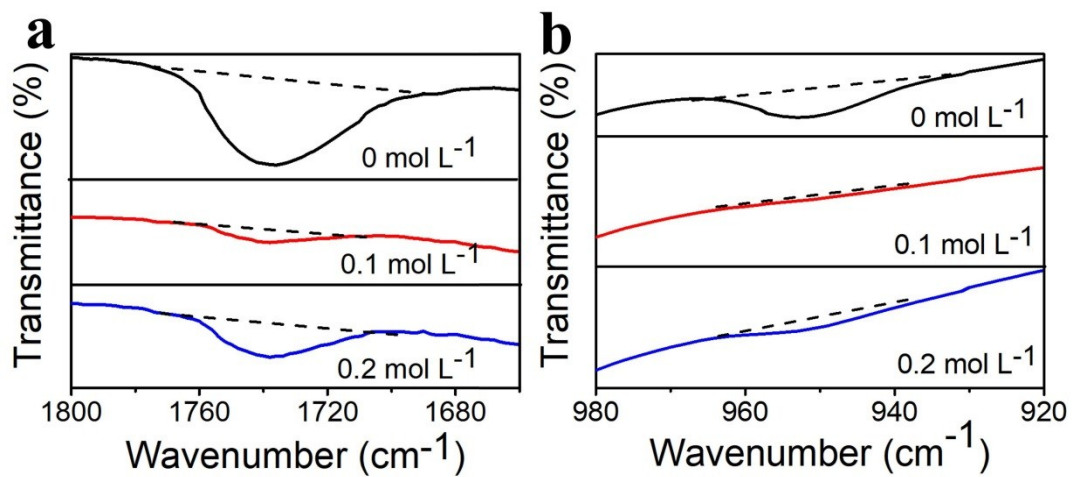 a
Transmittance (%)
0 mol L-1
0.1 mol L-1
0.2 mol L-1
1800 1760 1720 1680
Wavenumber (cm-1)
b
Transmittance (%)
0 mol L-1
0.1 mol L-1
0.2 mol L-1
980 960 940 920
Wavenumber (cm-1)